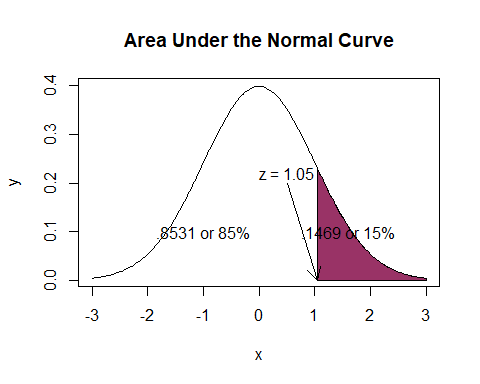 Area Under the Normal Curve
0.4
0.3
0.2
0.1
0.0
y
z = 1.05
.8531 or 85%
.1469 or 15%
-3 -2 -1 0 1 2 3
x